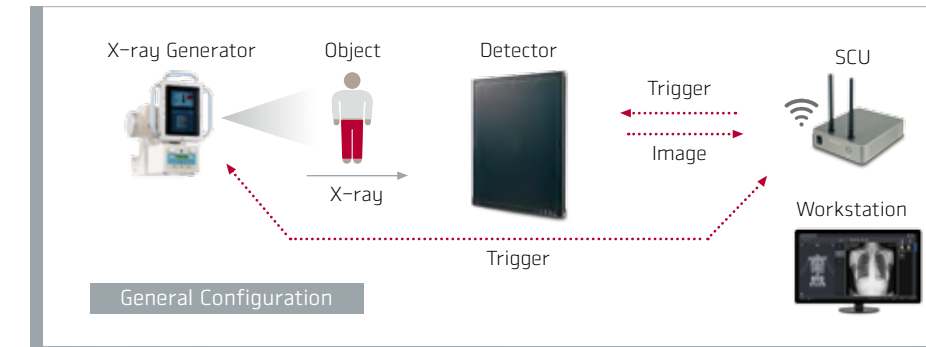 X-ray Generator
Object
Detector
SCU
Trigger
Image
X-ray
Workstation
Trigger
General Configuration